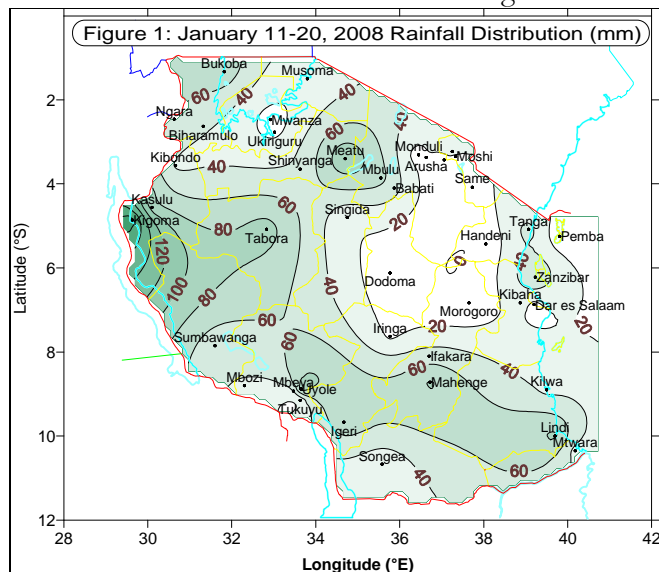 Figure 1: January 11-20, 2008 Rainfall Distribution (mm)
Bukoba
Musoma
60
40
40
2
Ngara
Mwanza
60
40
Biharamulo
Ukiriguru
60
Monduli
Kibondo
Meatu
Arusha
Moshi
40
Shinyanga
Mbulu
4
Babati
Same
Kasulu
60
Singida
20
Kigoma
80
Tanga
Tabora
Handeni
Pemba
120
40
6
0
100
40
Dodoma
Zanzibar
80
Kibaha
Morogoro
Dar es Salaam
60
Iringa
20
20
Sumbawanga
60
8
Ifakara
40
60
Mbozi
Mbeya
Mahenge
Kilwa
Uyole
Tukuyu
Igeri
Lindi
10
Mtwara
Songea
40
60
12
28
30
32
34
36
38
40
42
Latitude (°S)
Longitude (°E)